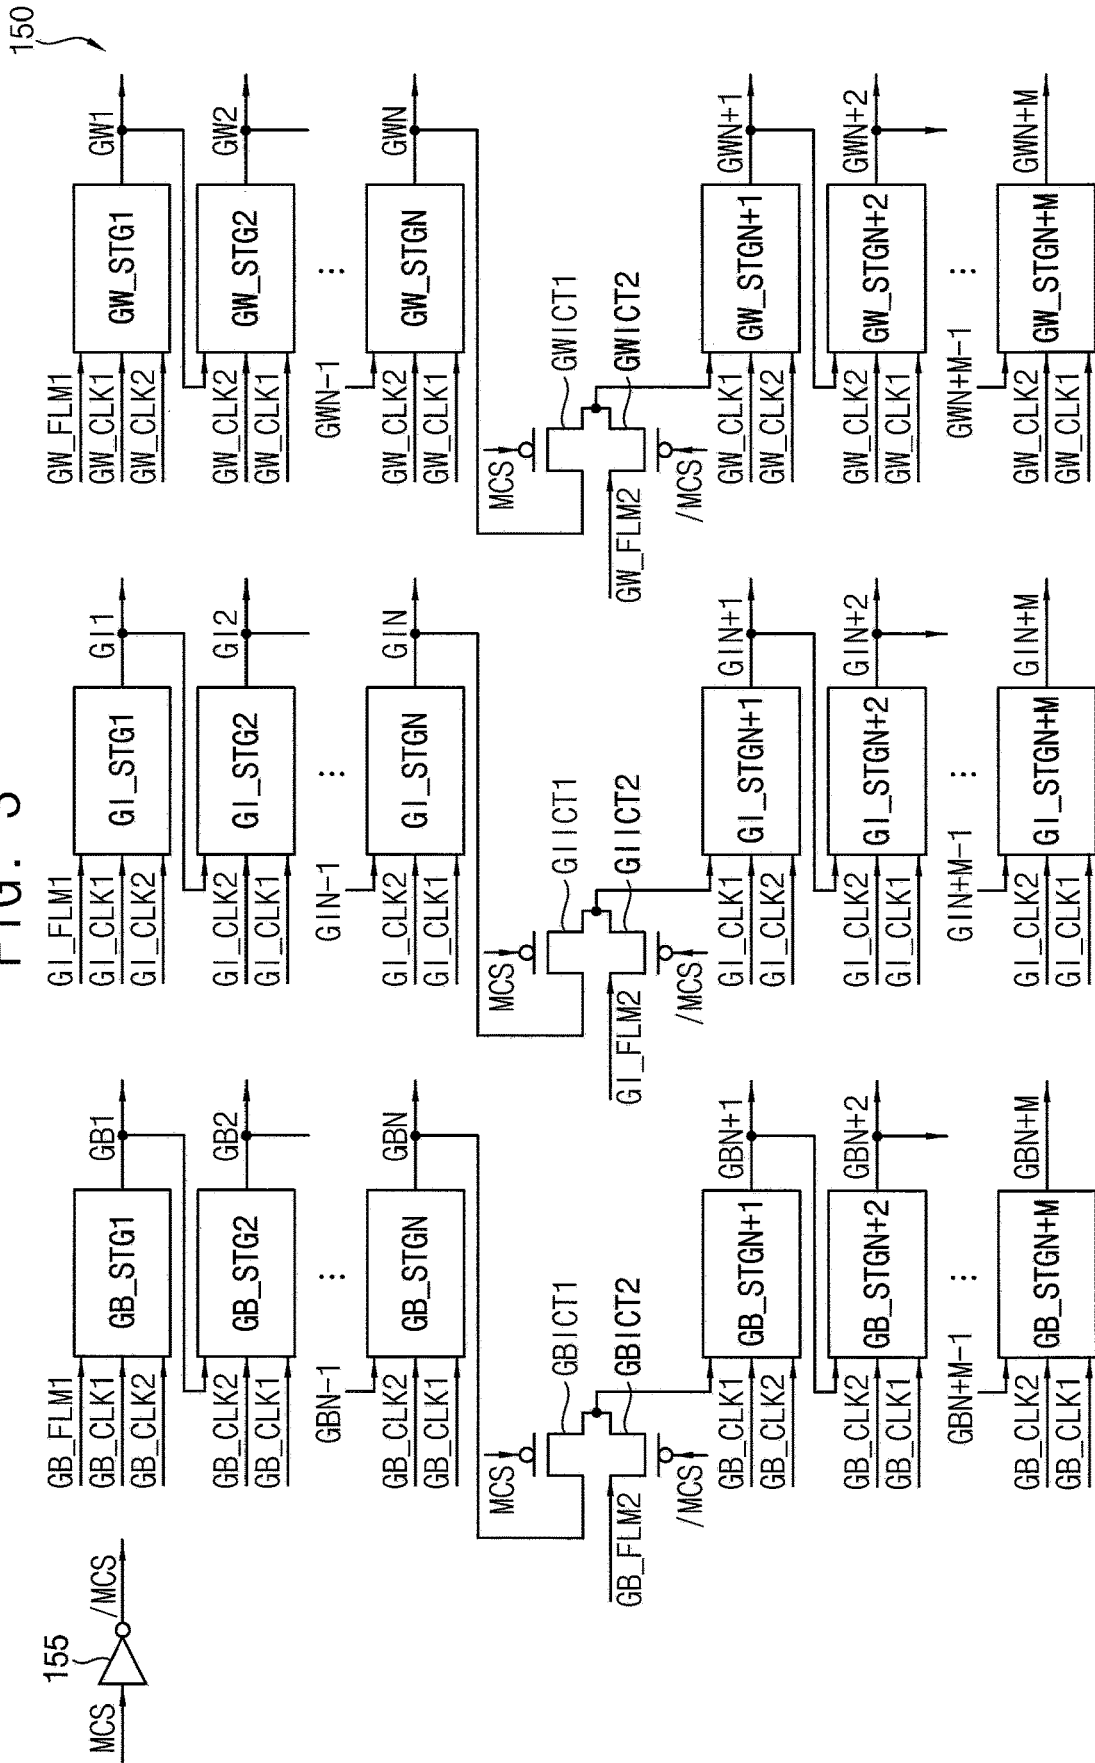 FIG.
150
MCS
155
/MCS
GB_FLM1
GB_CLK1
GB_CLK2
GB_STG1
GB1
GB_CLK2
GB_CLK1
GB_STG2
GB2
...
GBN-1
GB_CLK2
GB_CLK1
GB_STGN
GBN
MCS
GBICT1
GB_FLM2
GBICT2
/MCS
GB_CLK1
GB_CLK2
GB_STGN+1
GBN+1
GB_CLK2
GB_CLK1
GB_STGN+2
GBN+2
...
GBN+M-1
GB_CLK2
GB_CLK1
GB_STGN+M
GBN+M
GI_FLM1
GI_CLK1
GI_CLK2
GI_STG1
GI1
GI_CLK2
GI_CLK1
GI_STG2
GI2
...
GIN-1
GI_CLK2
GI_CLK1
GI_STGN
GIN
MCS
GIICT1
GI_FLM2
GIICT2
/MCS
GI_CLK1
GI_CLK2
GI_STGN+1
GIN+1
GI_CLK2
GI_CLK1
GI_STGN+2
GIN+2
...
GIN+M-1
GI_CLK2
GI_CLK1
GI_STGN+M
GIN+M
GW_FLM1
GW_CLK1
GW_CLK2
GW_STG1
GW1
GW_CLK2
GW_CLK1
GW_STG2
GW2
...
GWN-1
GW_CLK2
GW_CLK1
GW_STGN
GWN
MCS
GWICT1
GW_FLM2
GWICT2
/MCS
GW_CLK1
GW_CLK2
GW_STGN+1
GWN+1
GW_CLK2
GW_CLK1
GW_STGN+2
GWN+2
...
GWN+M-1
GW_CLK2
GW_CLK1
GW_STGN+M
GWN+M